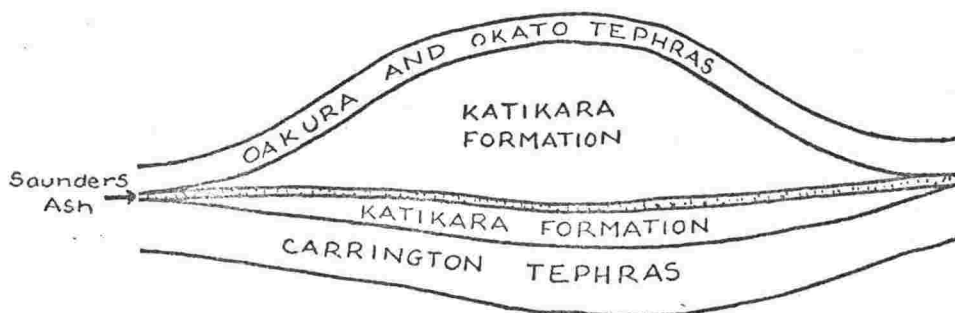 OAKURA AND OKATO TEPHRAS
KATIKARA
FORMATION
Saunders
Ash
KATIKARA FORMATION
CARRINGTON TEPHRAS